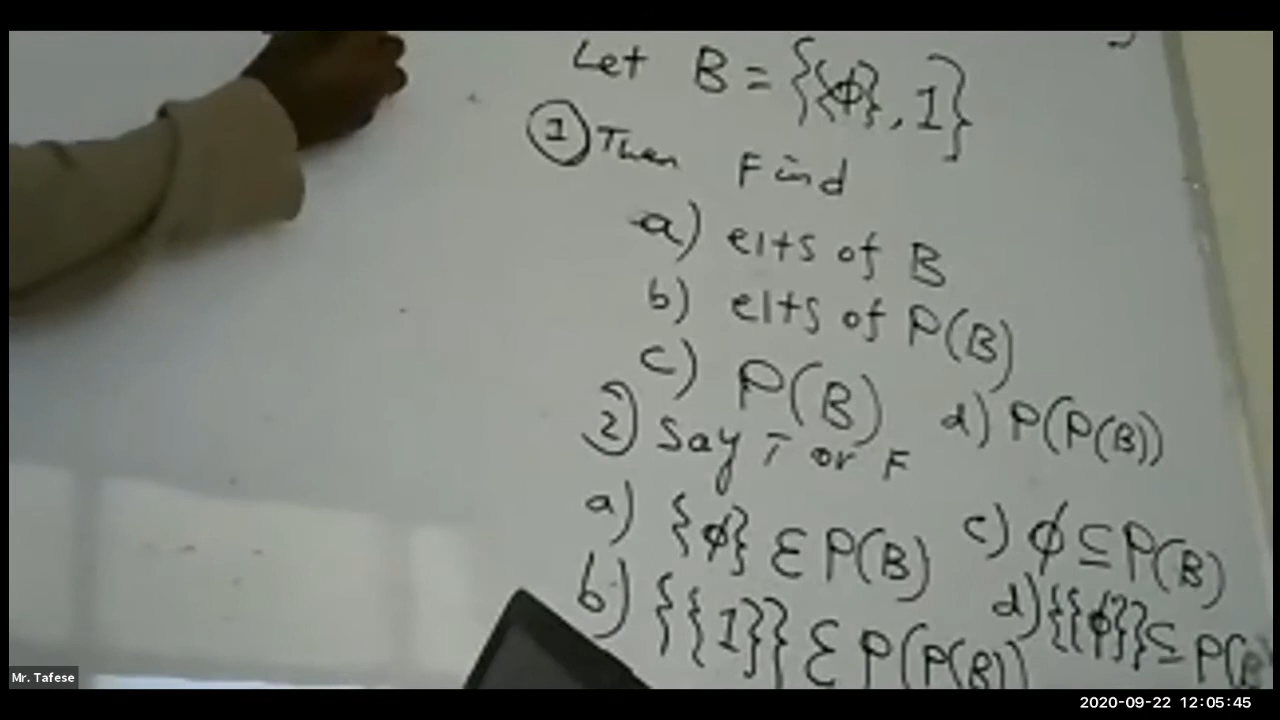 Let B = {{ϕ}, 1}
① Then Find
a) elts of B
b) elts of P(B)
c) P(B) d) P(P(B))
② Say T or F
a) {ϕ} ∈ P(B) c) ϕ ⊆ P(B)
b) {{1}} ∈ P(P(B)) d) {{ϕ}} ⊆ P(B
Mr. Tafese
2020-09-22 12:05:45